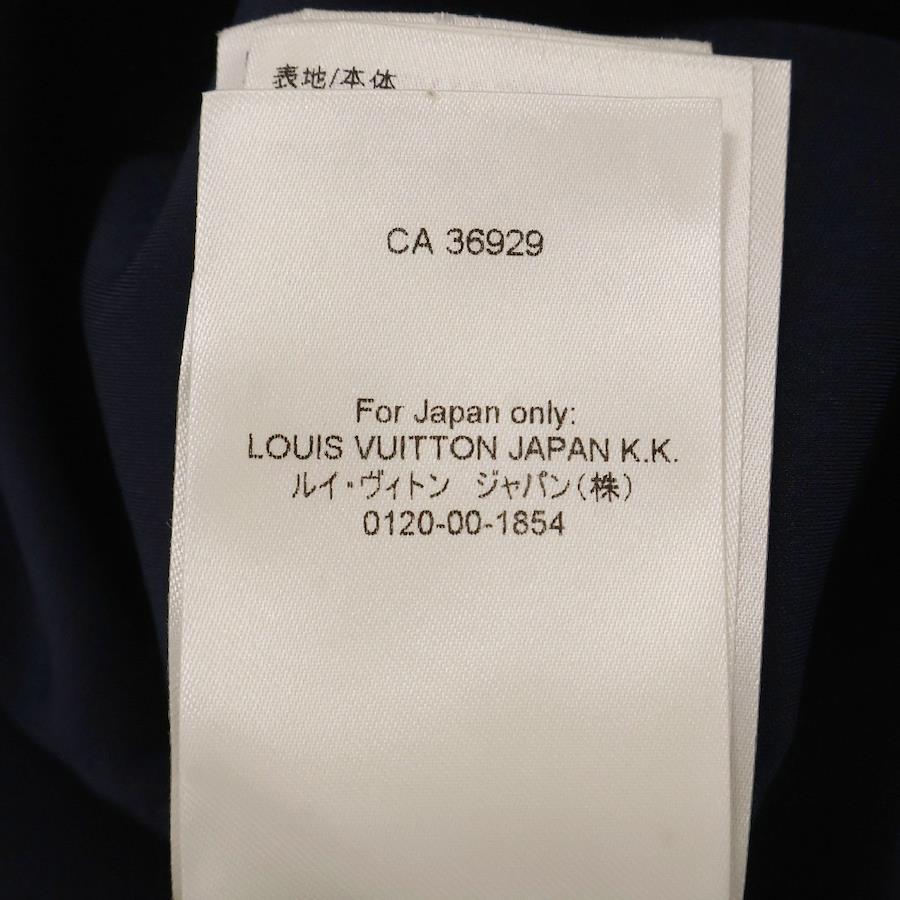 表地/本体
CA 36929
For Japan only:
LOUIS VUITTON JAPAN K.K.
ルイ・ヴィトン　ジャパン(株)
0120-00-1854